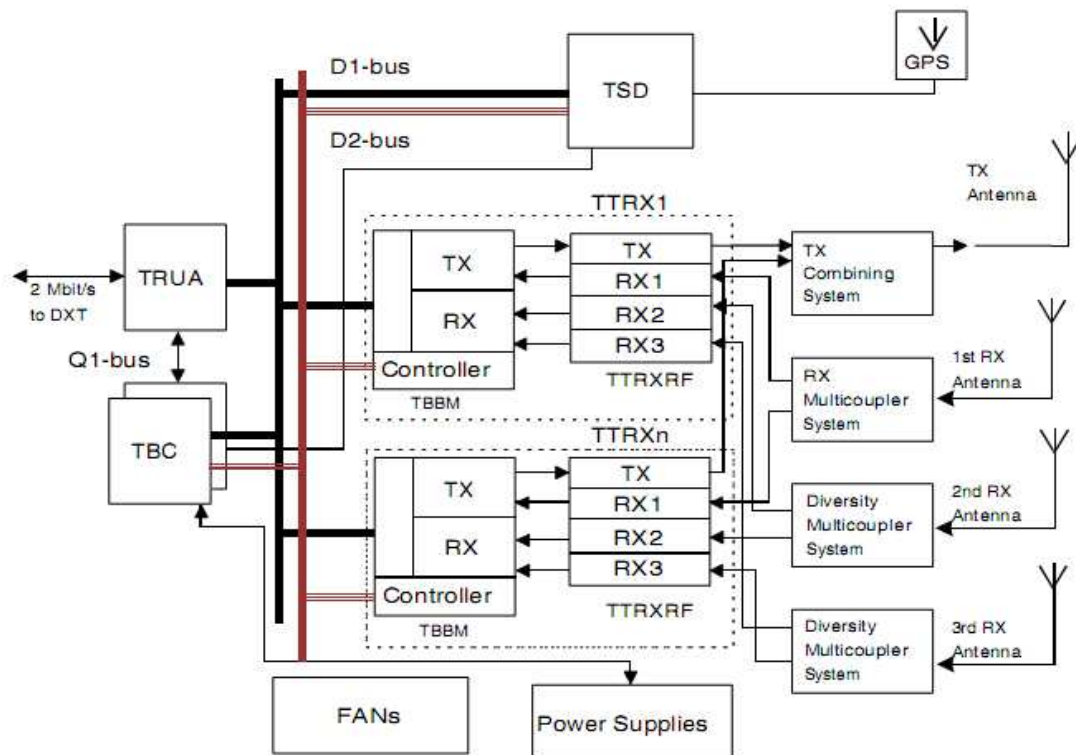 D1-bus
TSD
GPS
D2-bus
TX
Antenna
TTRX1
TRUA
2 Mbit/s
to DXT
TX
RX
Controller
TBBM
TX
RX1
RX2
RX3
TTRXRF
TX
Combining
System
Q1-bus
TBC
RX
Multicoupler
System
1st RX
Antenna
TTRXn
TX
RX
Controller
TBBM
TX
RX1
RX2
RX3
TTRXRF
Diversity
Multicoupler
System
2nd RX
Antenna
Diversity
Multicoupler
System
3rd RX
Antenna
FANs
Power Supplies